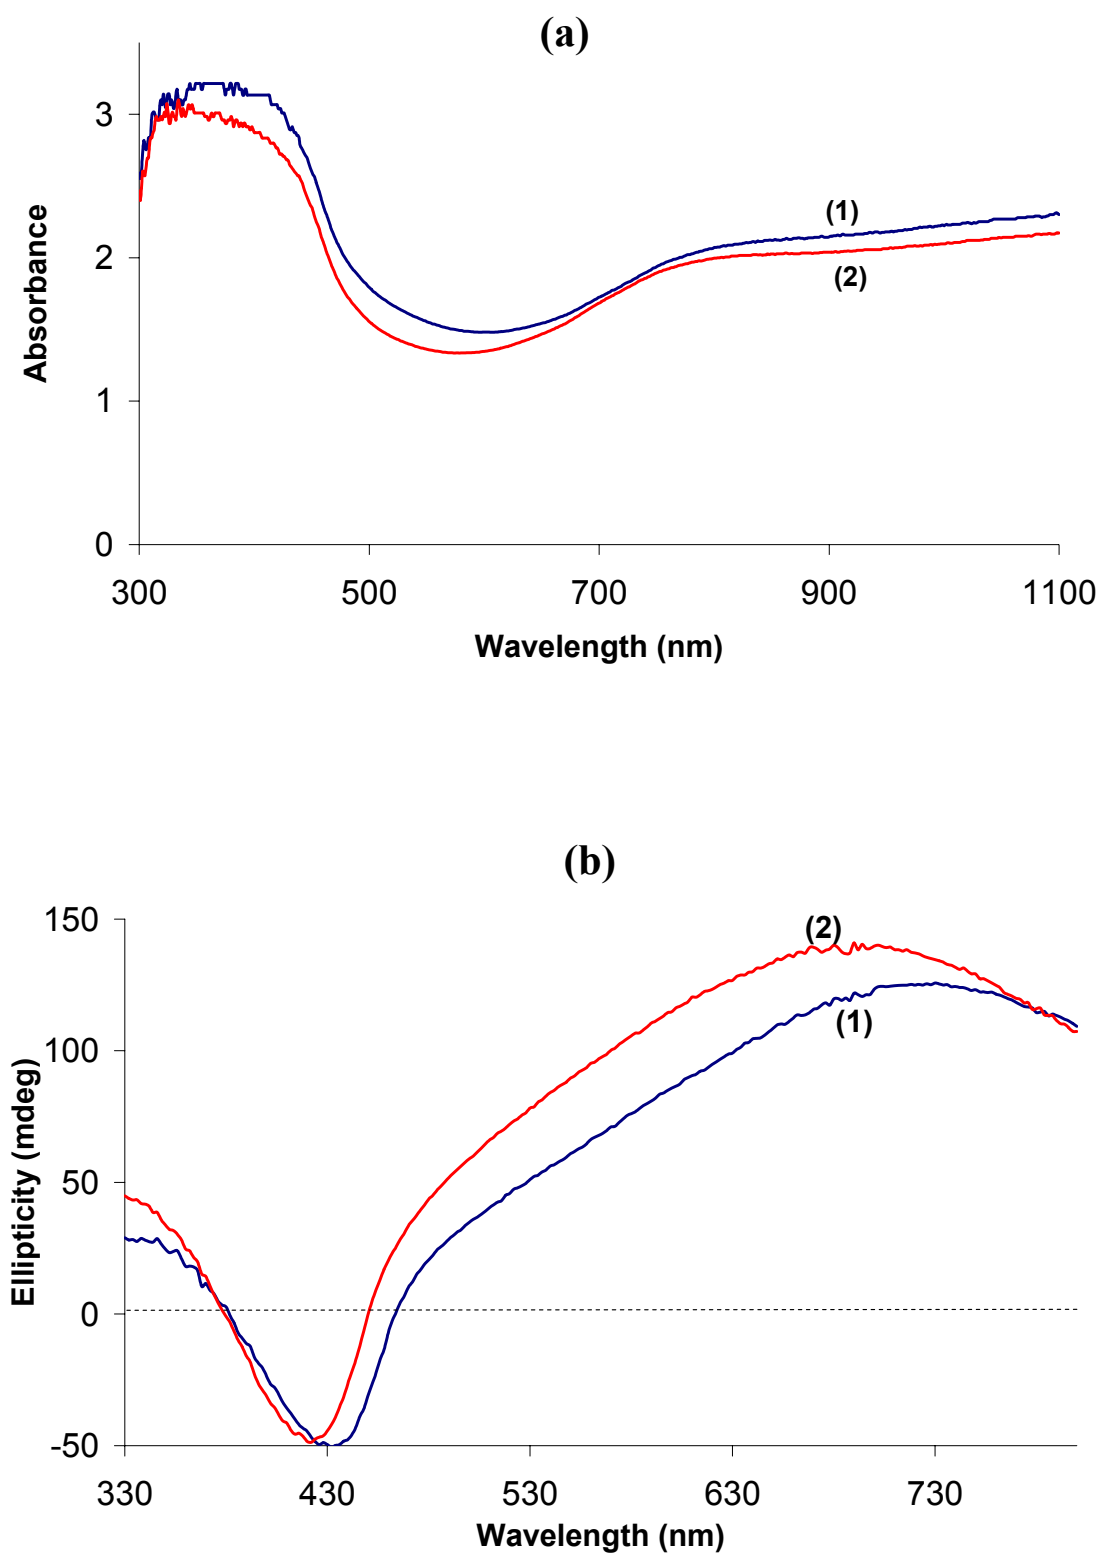 (a)
3
2
1
0
Absorbance
(1)
(2)
300 500 700 900 1100
Wavelength (nm)
(b)
150
100
50
0
-50
Ellipticity (mdeg)
(2)
(1)
330 430 530 630 730
Wavelength (nm)